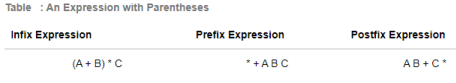 Table : An Expression with Parentheses
Infix Expression Prefix Expression Postfix Expression
(A + B) * C * + A B C A B + C *